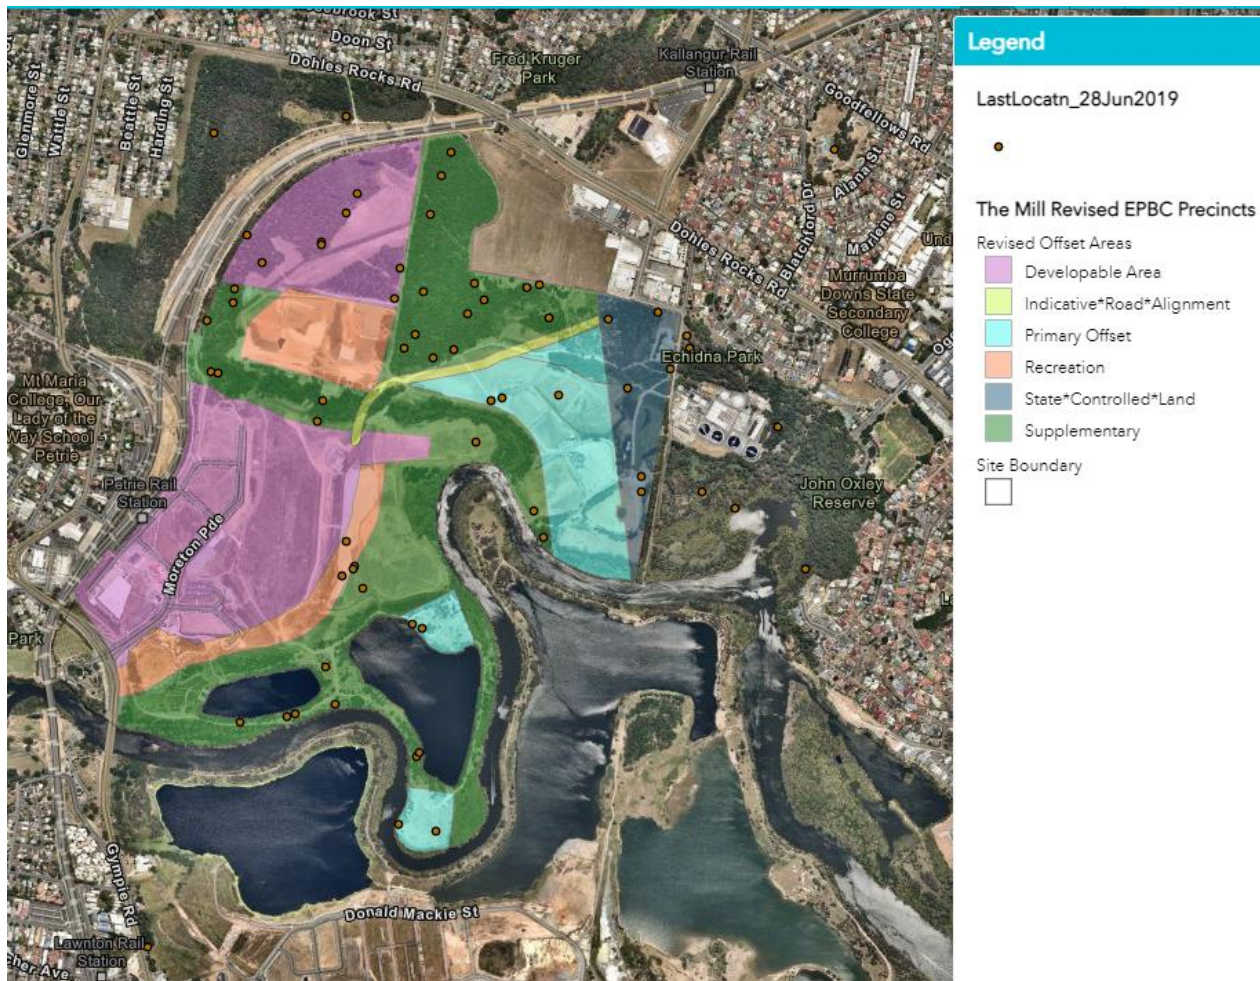 Doon St
Dohles Rocks Rd
Fred Kruger
Park
Kallangur Rail
Station
Goodfellows Rd
Glenmore St
Wattle St
Beattie St
Harding St
Alana St
Blatchford Dr
Marlene St
Dohles Rocks Rd
Murrumba
Downs State
Secondary
College
Echidna Park
Mt Maria
College, Our
Lady of the
Way School -
Petrie
Petrie Rail
Station
Moreton Pde
John Oxley
Reserve
Park
Gympie Rd
Donald Mackie St
Lawnton Rail
Station
cher Ave
Legend
LastLocatn_28Jun2019
The Mill Revised EPBC Precincts
Revised Offset Areas
Developable Area
Indicative*Road*Alignment
Primary Offset
Recreation
State*Controlled*Land
Supplementary
Site Boundary